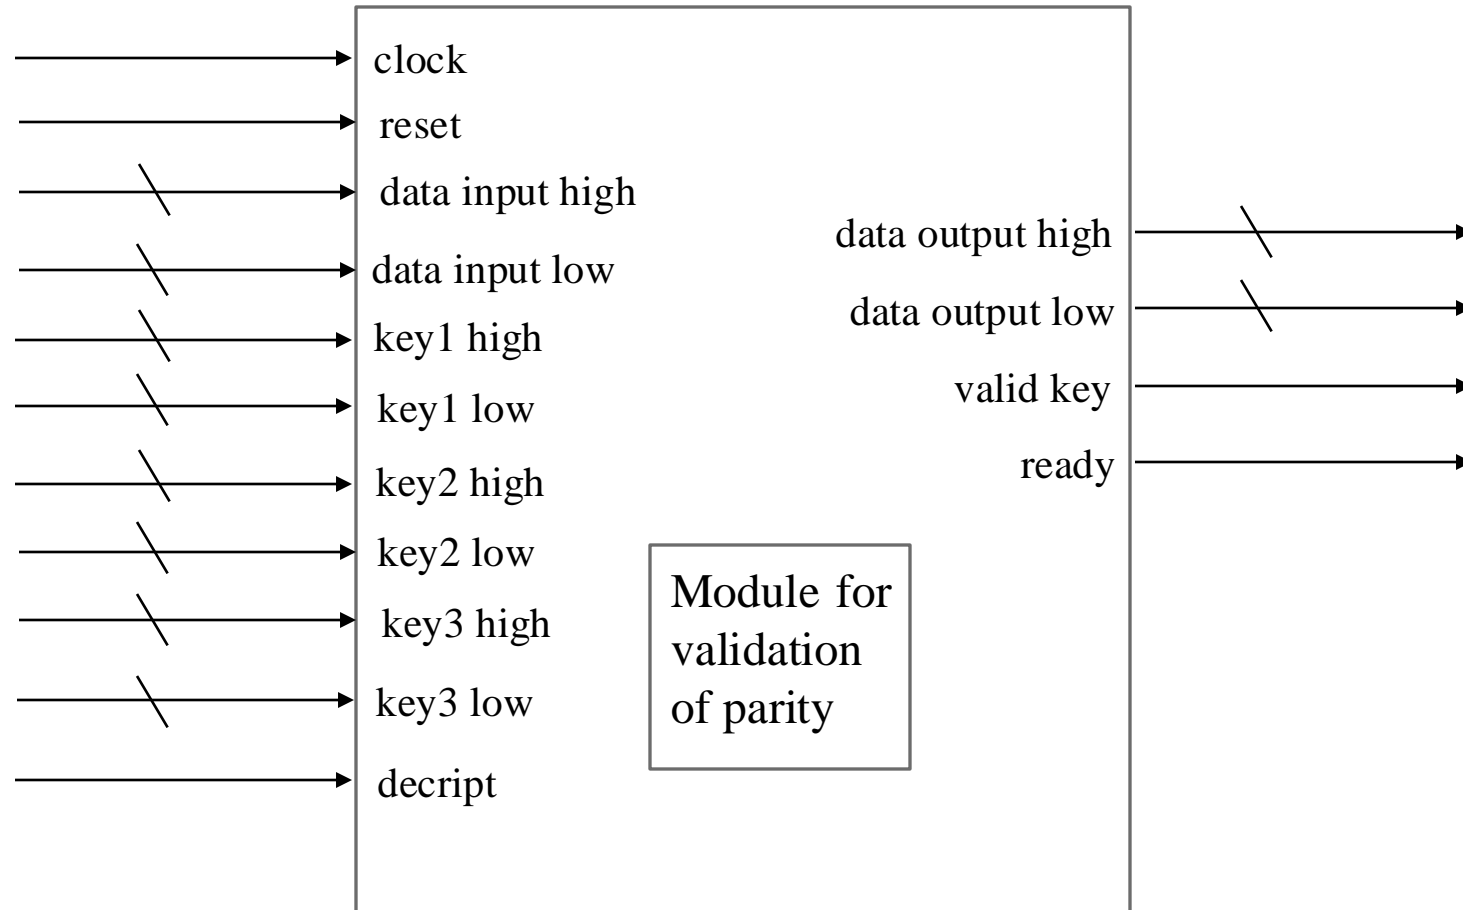 clock
reset
data input high
data input low
key1 high
key1 low
key2 high
key2 low
key3 high
key3 low
decript
data output high
data output low
valid key
ready
Module for
validation
of parity